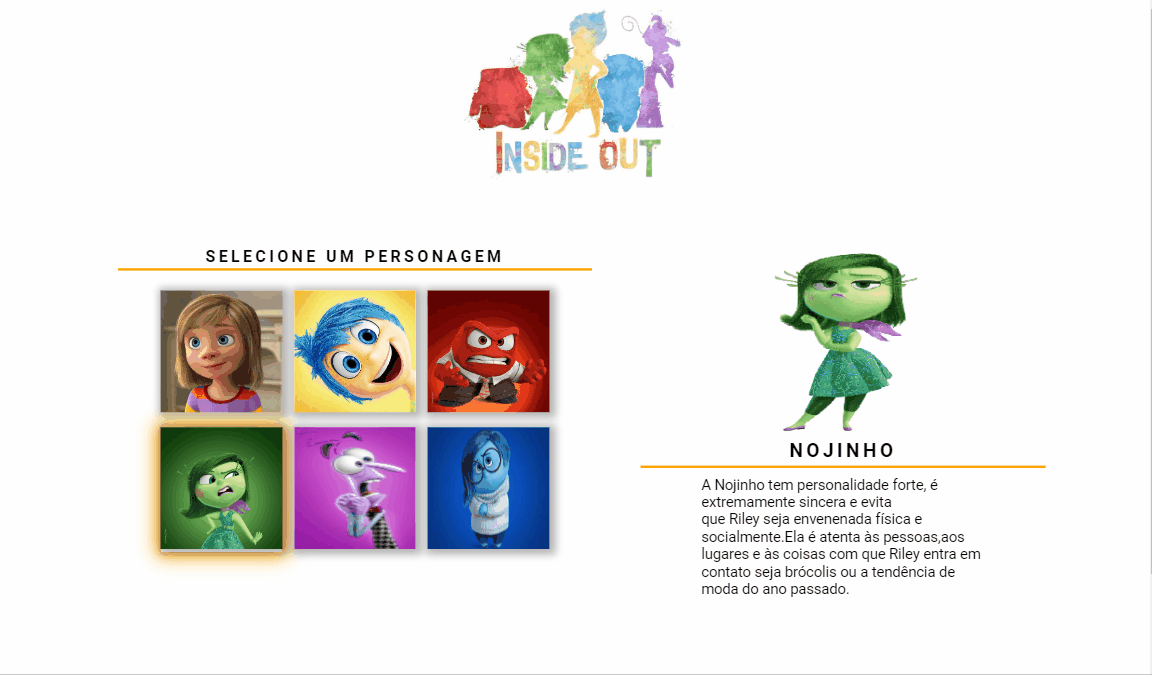 INSIDE OUT
SELECIONE UM PERSONAGEM
NOJINHO
A Nojinho tem personalidade forte, é
extremamente sincera e evita
que Riley seja envenenada física e
socialmente.Ela é atenta às pessoas,aos
lugares e às coisas com que Riley entra em
contato seja brócolis ou a tendência de
moda do ano passado.